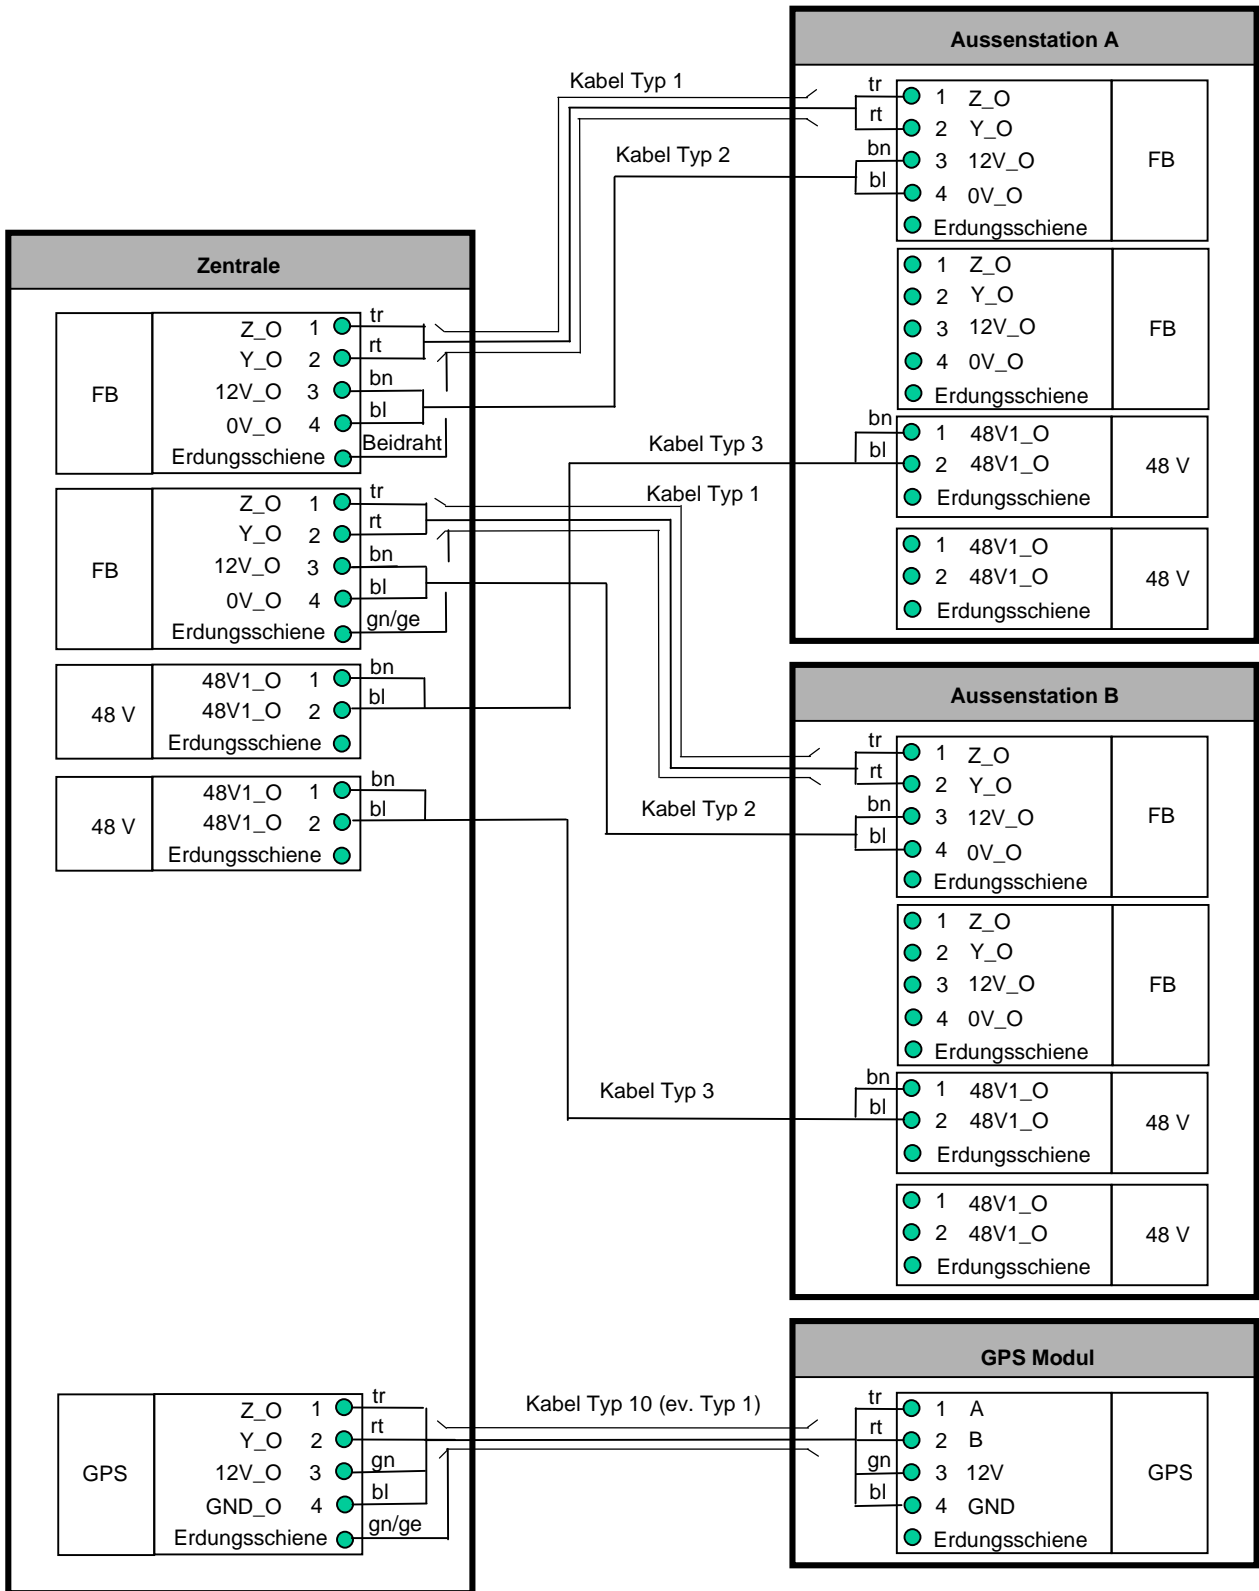 Aussenstation A
Kabel Typ 1
tr
1 Z_O
rt
2 Y_O
Kabel Typ 2
bn
3 12V_O
FB
bl
4 0V_O
Erdungsschiene
1 Z_O
2 Y_O
3 12V_O
FB
4 0V_O
Erdungsschiene
Kabel Typ 3
bn
1 48V1_O
bl
2 48V1_O
48 V
Erdungsschiene
1 48V1_O
2 48V1_O
48 V
Erdungsschiene
Zentrale
Z_O 1
tr
Y_O 2
rt
FB
12V_O 3
bn
0V_O 4
bl
Erdungsschiene
Beidraht
Kabel Typ 1
Z_O 1
tr
Y_O 2
rt
FB
12V_O 3
bn
0V_O 4
bl
Erdungsschiene
gn/ge
48V1_O 1
bn
48 V
48V1_O 2
bl
Erdungsschiene
48V1_O 1
bn
48 V
48V1_O 2
bl
Erdungsschiene
Aussenstation B
tr
1 Z_O
rt
2 Y_O
Kabel Typ 2
bn
3 12V_O
FB
bl
4 0V_O
Erdungsschiene
1 Z_O
2 Y_O
3 12V_O
FB
4 0V_O
Erdungsschiene
Kabel Typ 3
bn
1 48V1_O
bl
2 48V1_O
48 V
Erdungsschiene
1 48V1_O
2 48V1_O
48 V
Erdungsschiene
Z_O 1
tr
Y_O 2
rt
GPS
12V_O 3
gn
GND_O 4
bl
Erdungsschiene
gn/ge
Kabel Typ 10 (ev. Typ 1)
GPS Modul
tr
1 A
rt
2 B
gn
3 12V
GPS
bl
4 GND
Erdungsschiene